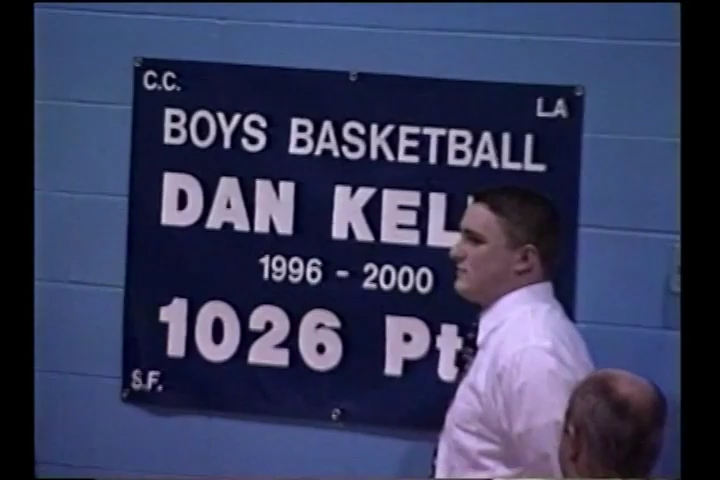 C.C.
LA
BOYS BASKETBALL
DAN
1996 - 2000
1026
S.F.